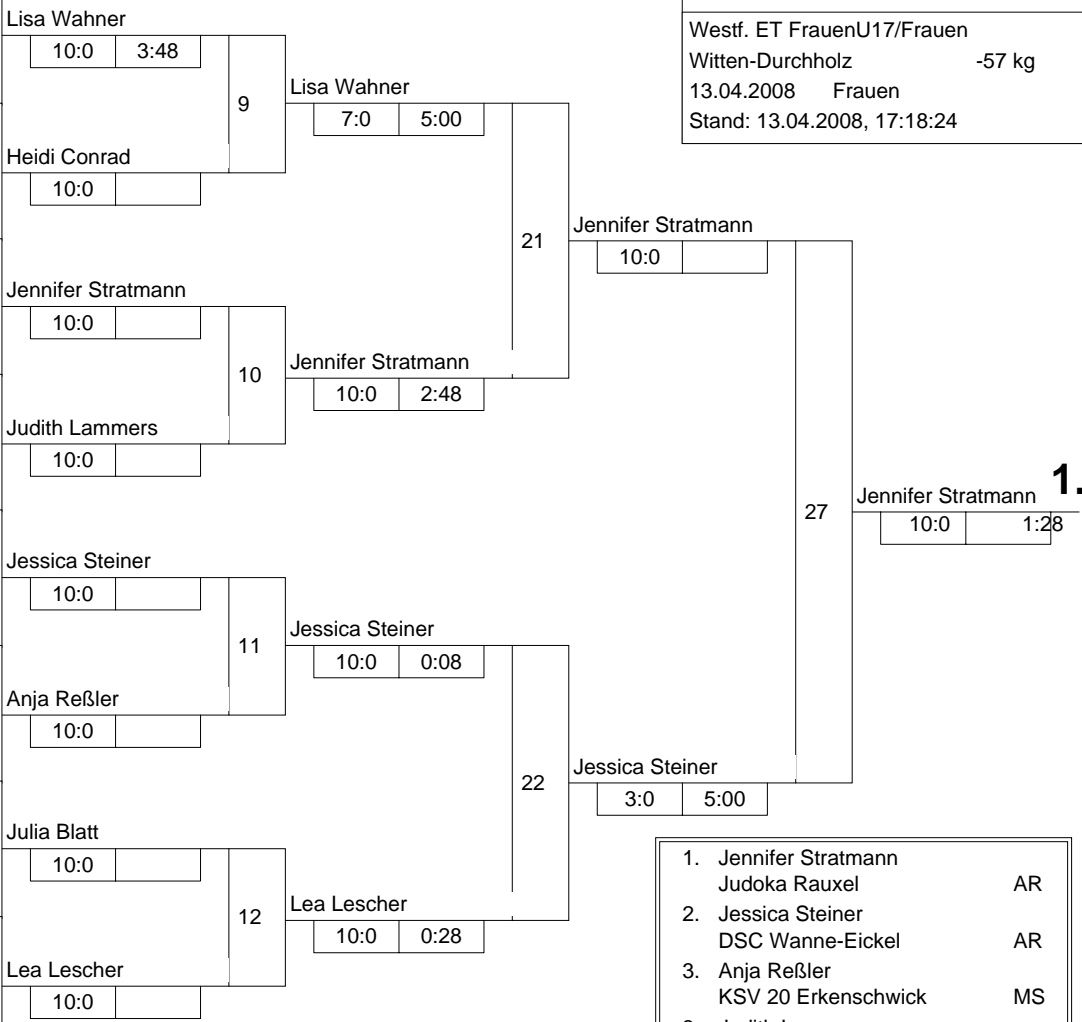 Lisa Wahner
10:0 3:48
9
Heidi Conrad
10:0
Jennifer Stratmann
10:0
10
Judith Lammers
10:0
Jessica Steiner
10:0
11
Anja Reßler
10:0
Julia Blatt
10:0
12
Lea Lescher
10:0
Lisa Wahner
7:0 5:00
21
Jennifer Stratmann
10:0 2:48
Jessica Steiner
10:0 0:08
22
Lea Lescher
10:0 0:28
Jennifer Stratmann
10:0
27
Jessica Steiner
3:0 5:00
Jennifer Stratmann 1.
10:0 1:28
Westf. ET FrauenU17/Frauen
Witten-Durchholz -57 kg
13.04.2008 Frauen
Stand: 13.04.2008, 17:18:24
1. Jennifer Stratmann
Judoka Rauxel AR
2. Jessica Steiner
DSC Wanne-Eickel AR
3. Anja Reßler
KSV 20 Erkenschwick MS